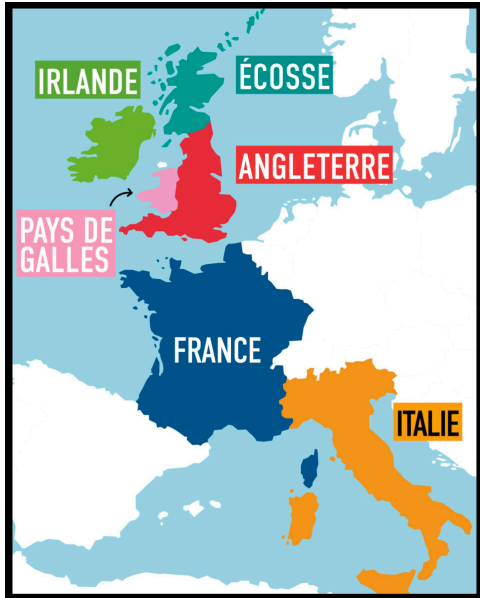 IRLANDE
ÉCOSSE
ANGLETERRE
PAYS DE
GALLES
FRANCE
ITALIE